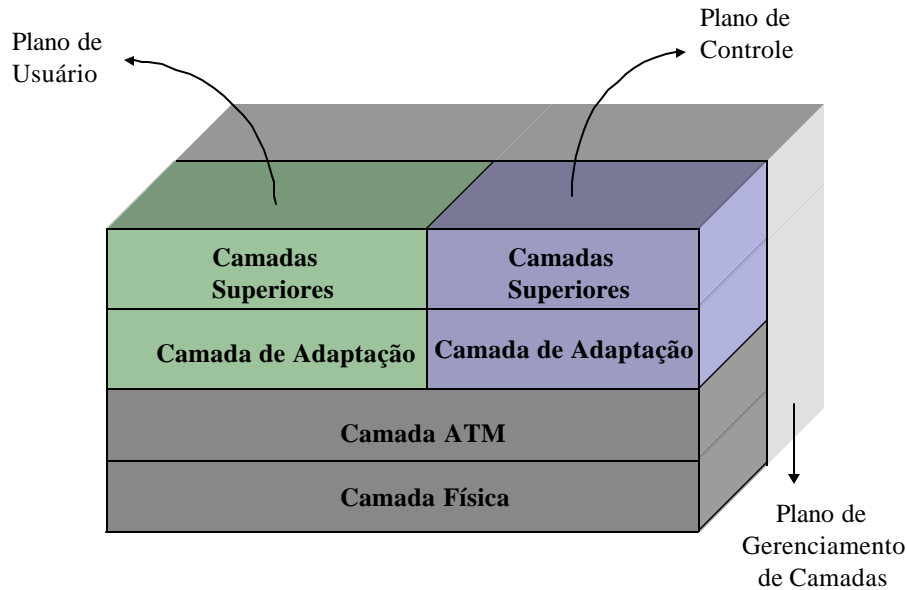 Plano de
Usuário
Plano de
Controle
Camadas
Superiores
Camadas
Superiores
Camada de Adaptação
Camada de Adaptação
Camada ATM
Camada Física
Plano de
Gerenciamento
de Camadas